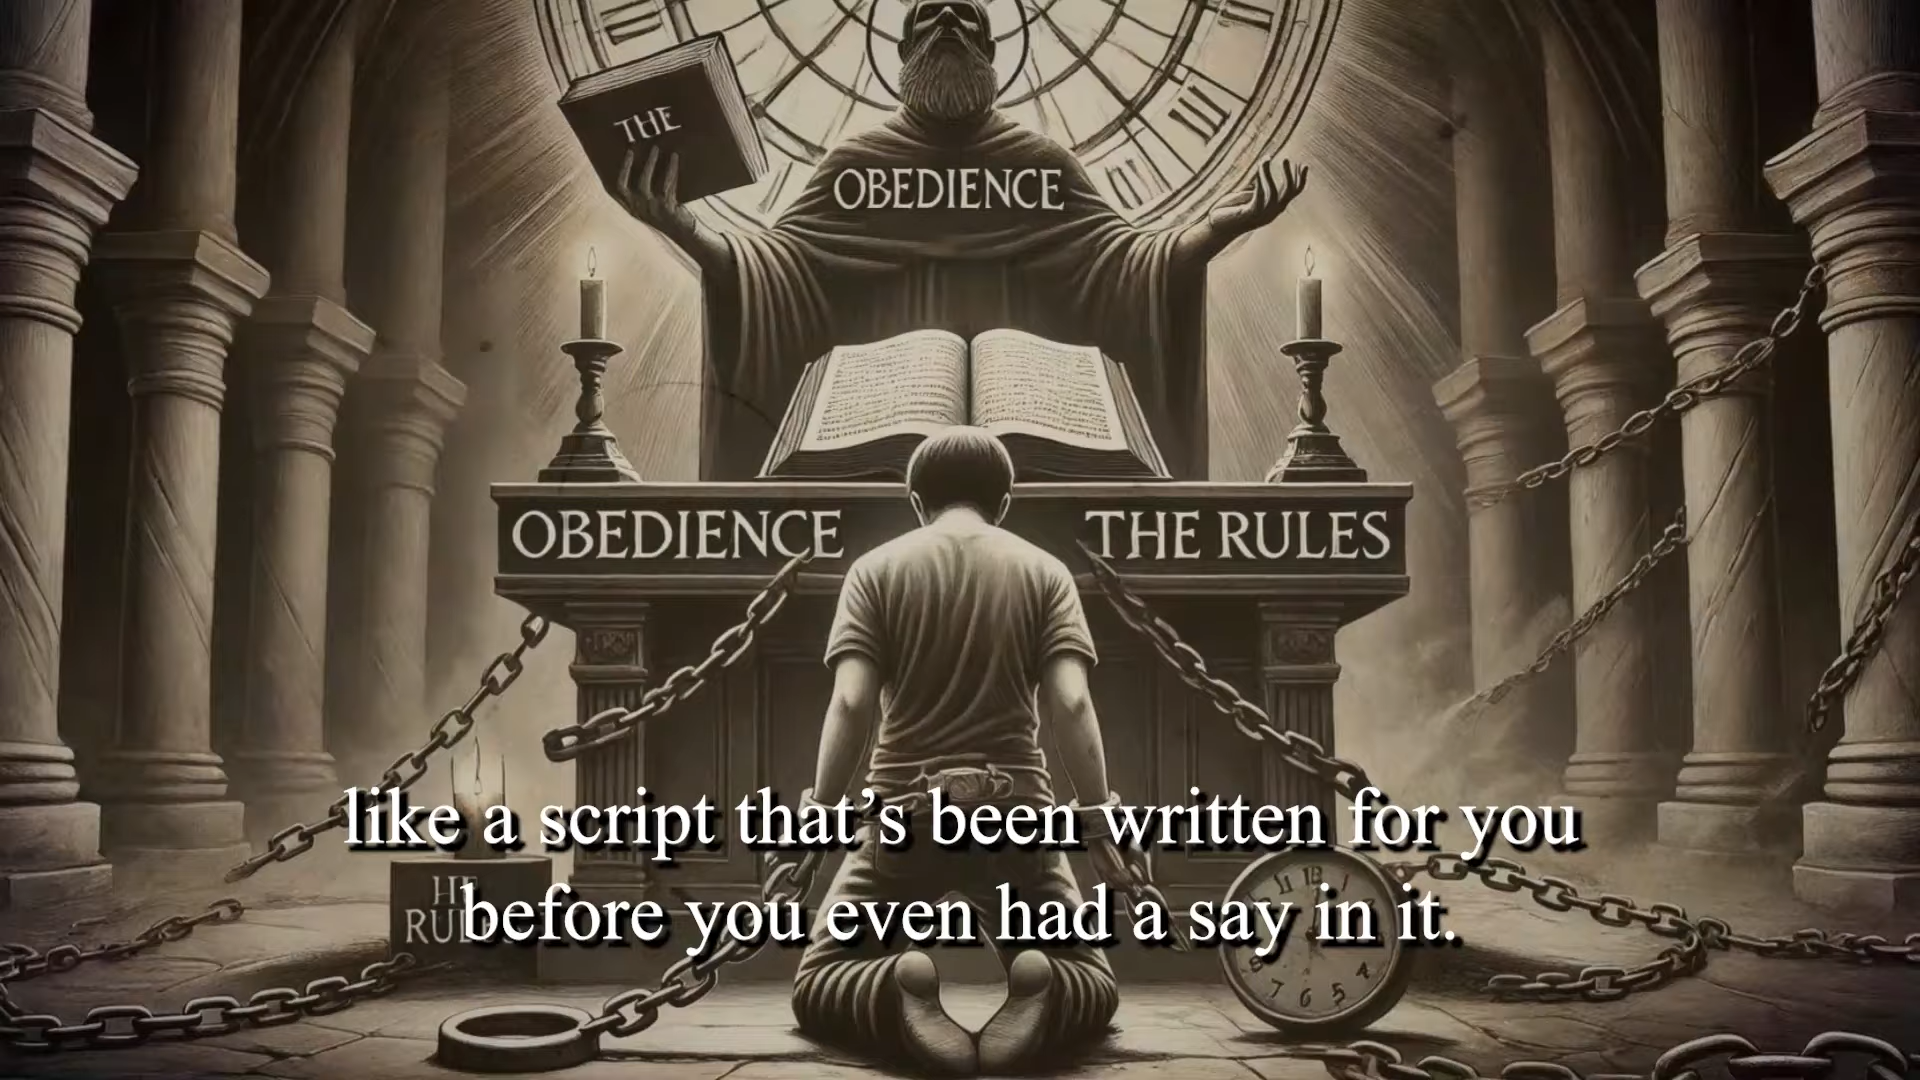 THE
OBEDIENCE
OBEDIENCE THE RULES
like a script that’s been written for you
before you even had a say in it.
HE